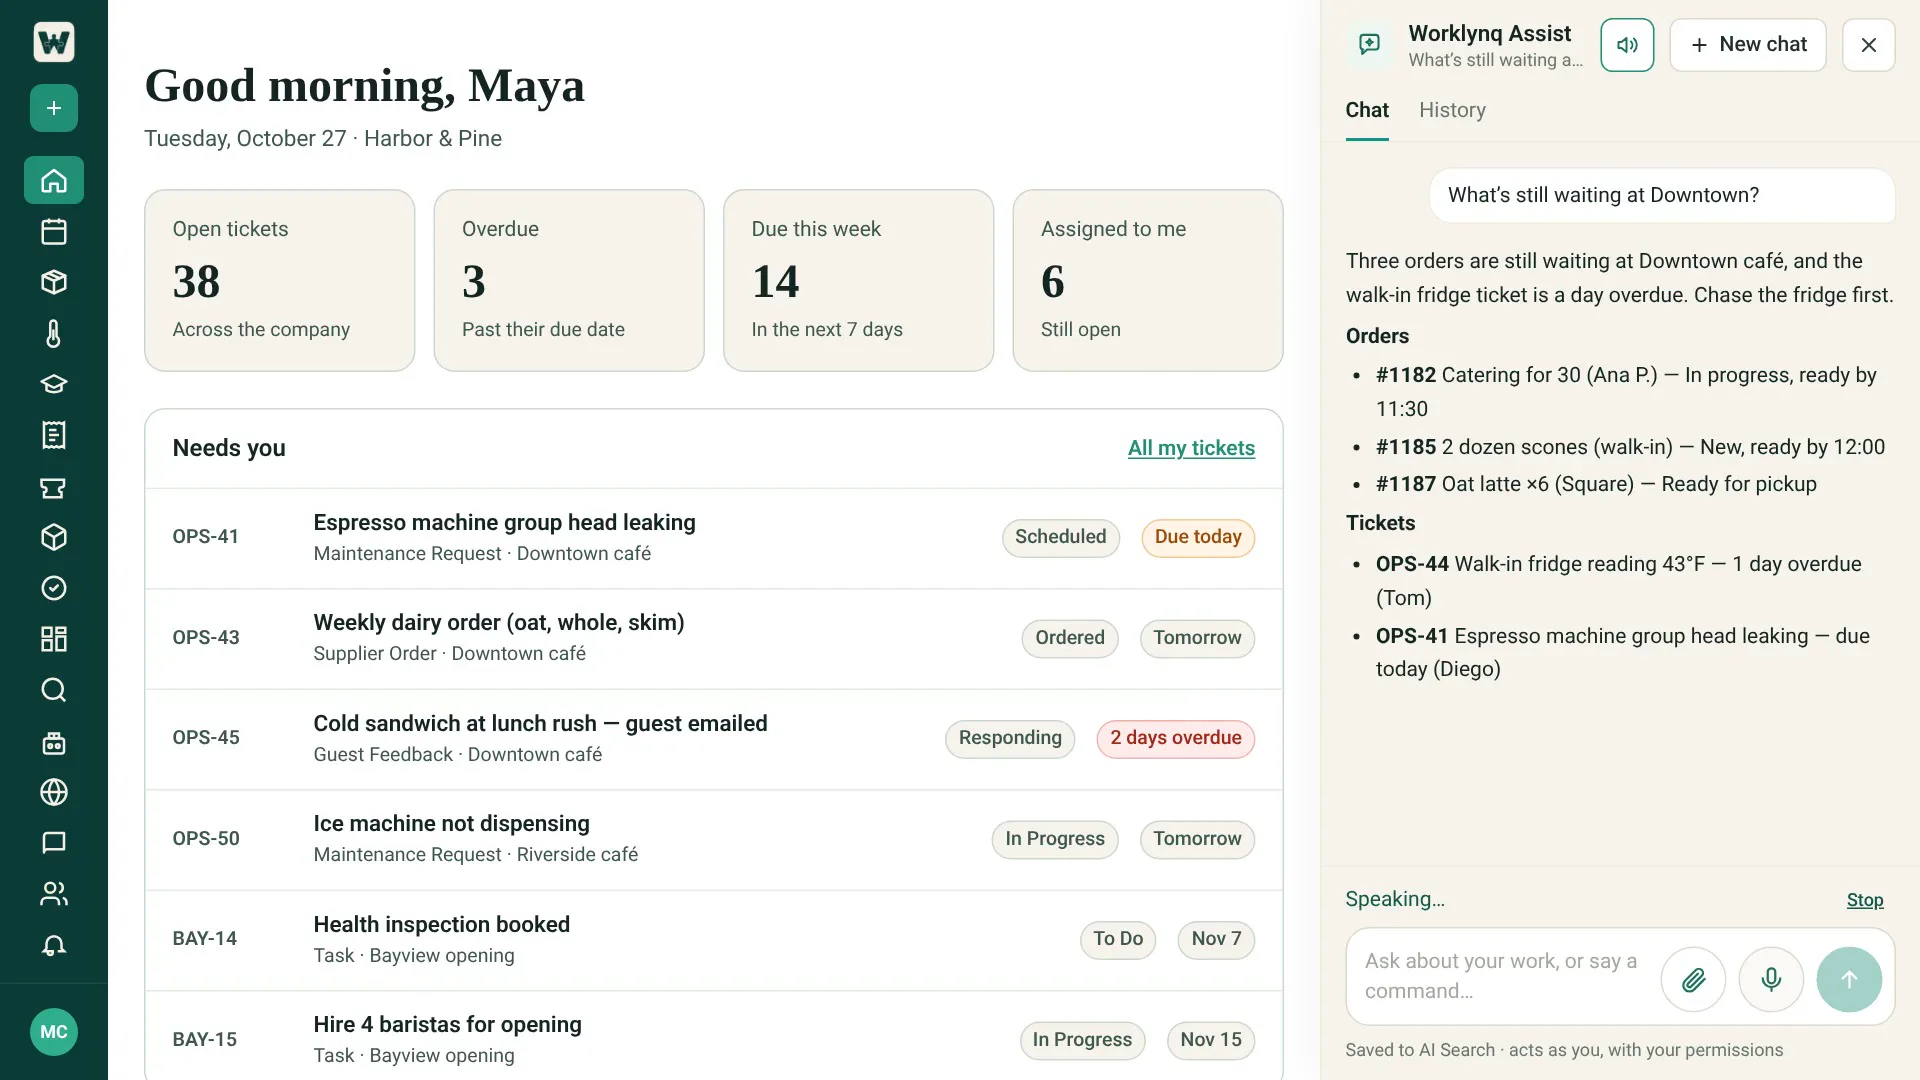 W
Good morning, Maya
Tuesday, October 27 · Harbor & Pine
Open tickets
38
Across the company
Overdue
3
Past their due date
Due this week
14
In the next 7 days
Assigned to me
6
Still open
Needs you
All my tickets
OPS-41
Espresso machine group head leaking
Maintenance Request · Downtown café
Scheduled
Due today
OPS-43
Weekly dairy order (oat, whole, skim)
Supplier Order · Downtown café
Ordered
Tomorrow
OPS-45
Cold sandwich at lunch rush — guest emailed
Guest Feedback · Downtown café
Responding
2 days overdue
OPS-50
Ice machine not dispensing
Maintenance Request · Riverside café
In Progress
Tomorrow
BAY-14
Health inspection booked
Task · Bayview opening
To Do
Nov 7
BAY-15
Hire 4 baristas for opening
Task · Bayview opening
In Progress
Nov 15
MC
Worklynq Assist
What’s still waiting a…
New chat
Chat
History
What’s still waiting at Downtown?
Three orders are still waiting at Downtown café, and the
walk-in fridge ticket is a day overdue. Chase the fridge first.
Orders
• #1182 Catering for 30 (Ana P.) — In progress, ready by
11:30
• #1185 2 dozen scones (walk-in) — New, ready by 12:00
• #1187 Oat latte ×6 (Square) — Ready for pickup
Tickets
• OPS-44 Walk-in fridge reading 43°F — 1 day overdue
(Tom)
• OPS-41 Espresso machine group head leaking — due
today (Diego)
Speaking…
Stop
Ask about your work, or say a
command…
Saved to AI Search · acts as you, with your permissions